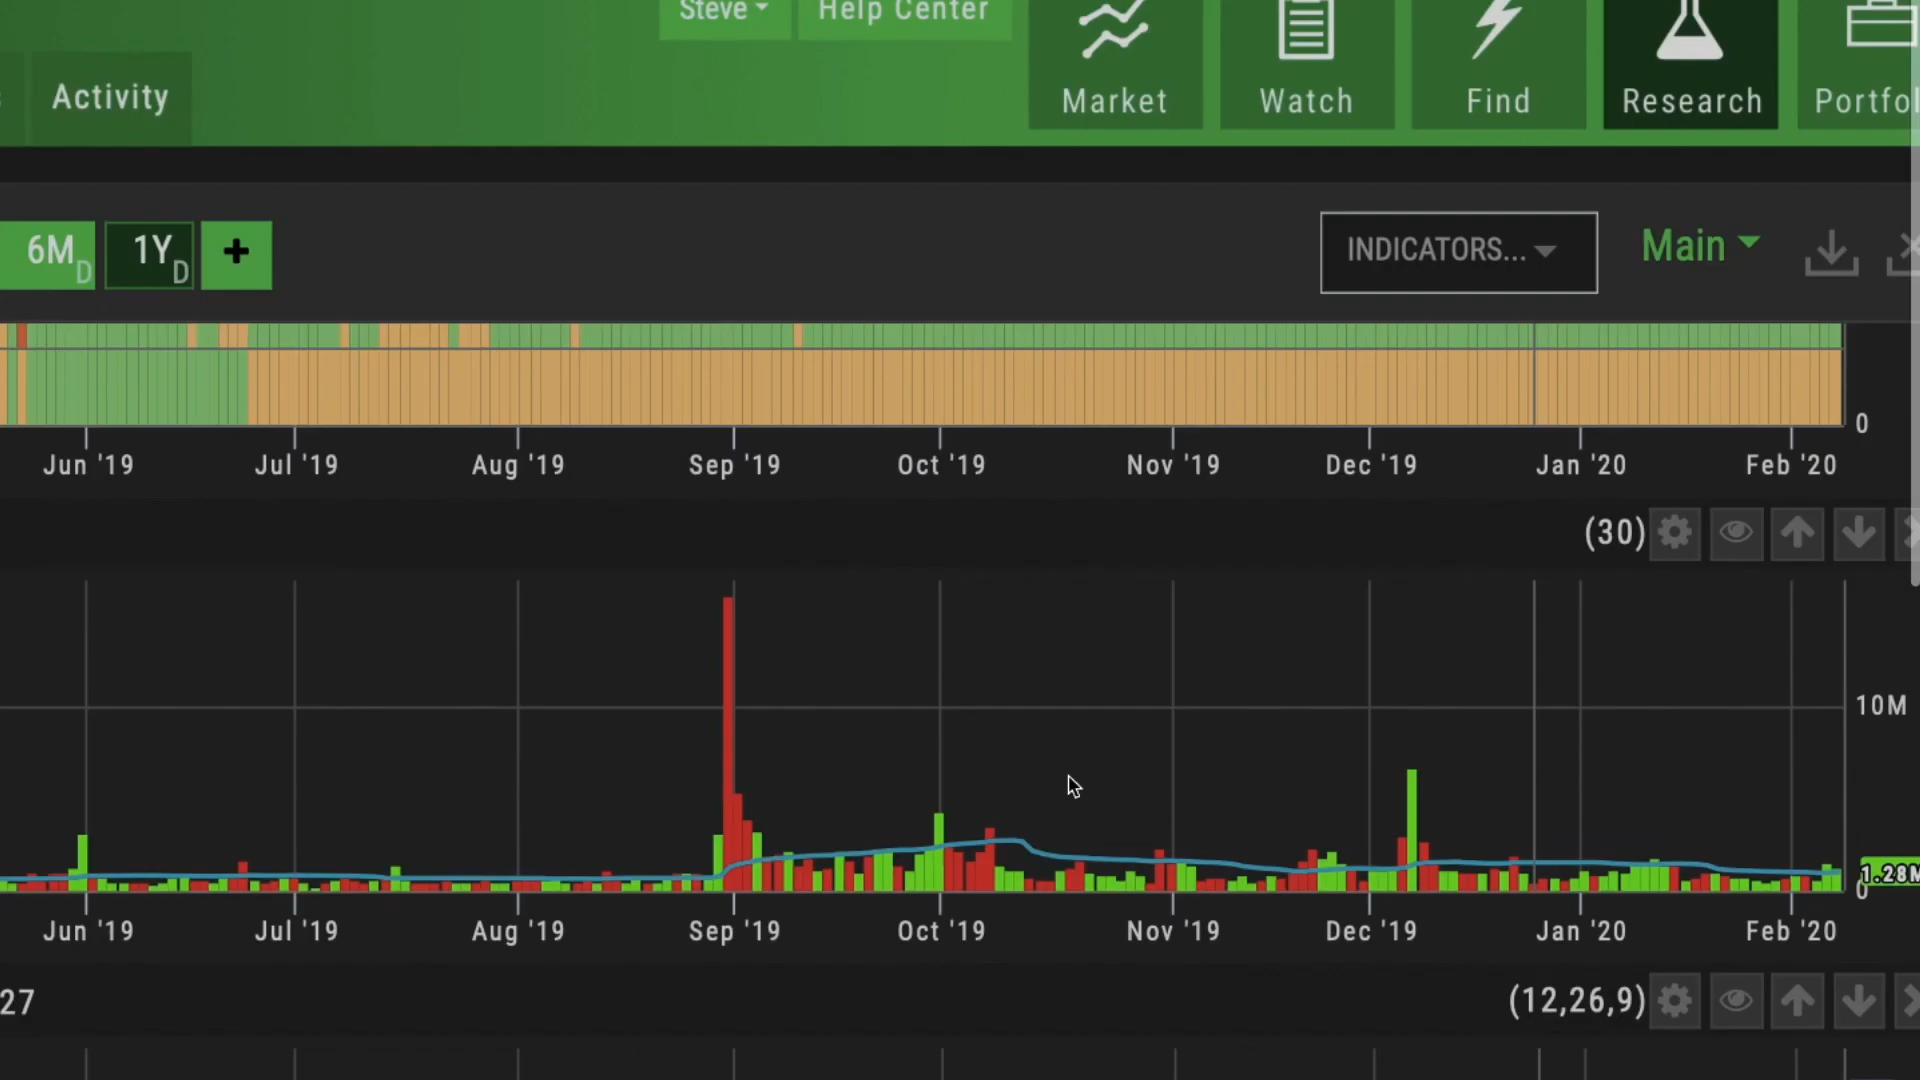 Steve
Help Center
Activity
Market
Watch
Find
Research
Portfo
6M D
1Y D
+
INDICATORS...
Main
0
Jun '19
Jul '19
Aug '19
Sep '19
Oct '19
Nov '19
Dec '19
Jan '20
Feb '20
(30)
10M
1.28M
0
Jun '19
Jul '19
Aug '19
Sep '19
Oct '19
Nov '19
Dec '19
Jan '20
Feb '20
27
(12,26,9)